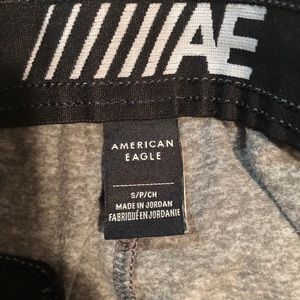 AE
AMERICAN
EAGLE
S/P/CH
MADE IN JORDAN
FABRIQUÉ EN JORDANIE